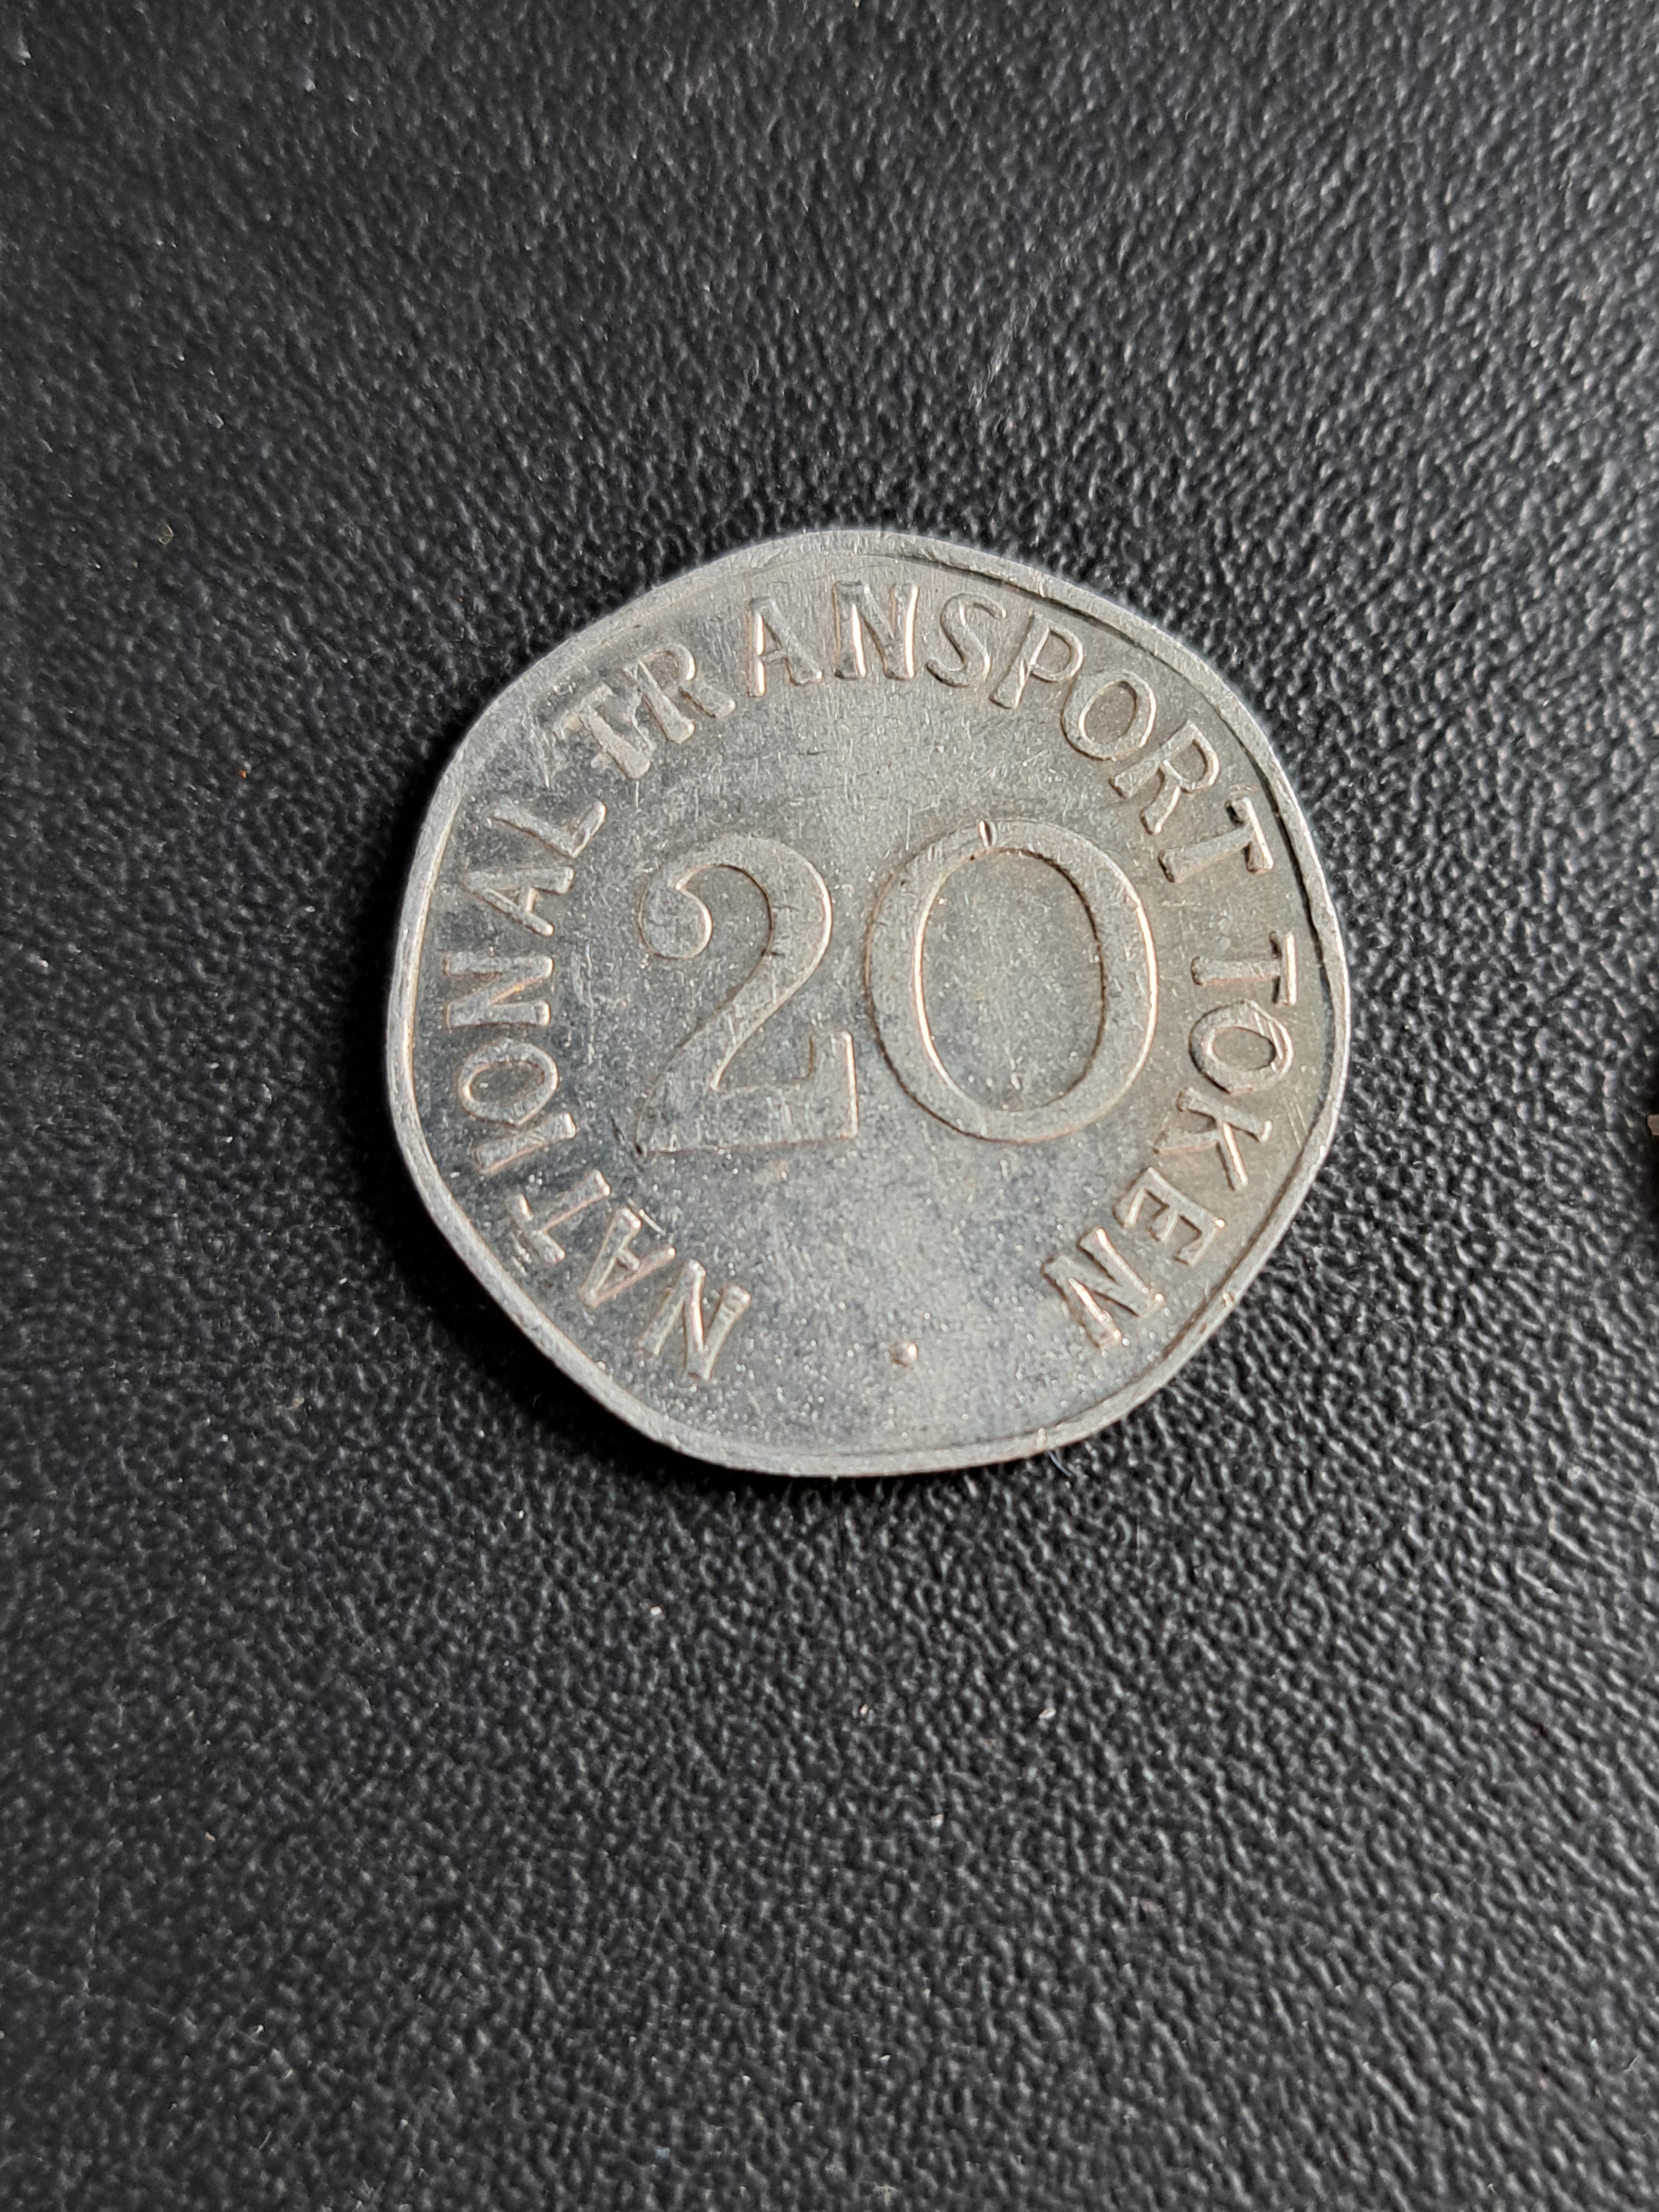 NATIONAL TRANSPORT TOKEN
20